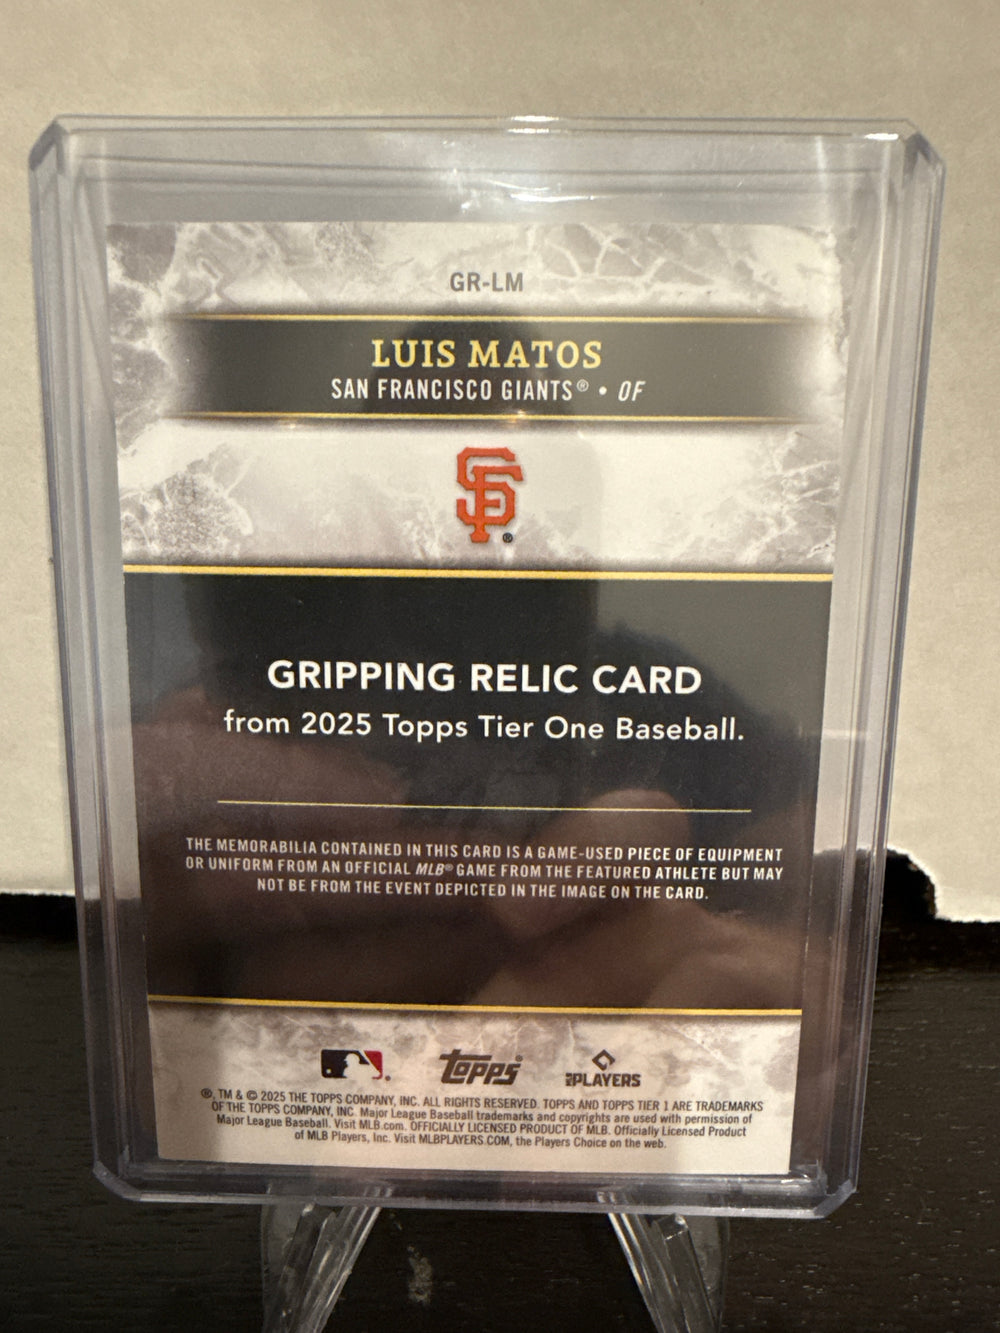 GR-LM
LUIS MATOS
SAN FRANCISCO GIANTS® • OF
SF®
GRIPPING RELIC CARD
from 2025 Topps Tier One Baseball.
THE MEMORABILIA CONTAINED IN THIS CARD IS A GAME-USED PIECE OF EQUIPMENT
OR UNIFORM FROM AN OFFICIAL MLB® GAME FROM THE FEATURED ATHLETE BUT MAY
NOT BE FROM THE EVENT DEPICTED IN THE IMAGE ON THE CARD.
Topps PLAYERS
®, TM & © 2025 THE TOPPS COMPANY, INC. ALL RIGHTS RESERVED. TOPPS AND TOPPS TIER 1 ARE TRADEMARKS
OF THE TOPPS COMPANY, INC. Major League Baseball trademarks and copyrights are used with permission of
Major League Baseball. Visit MLB.com. OFFICIALLY LICENSED PRODUCT OF MLB. Officially Licensed Product
of MLB Players, Inc. Visit MLBPLAYERS.COM, the Players Choice on the web.